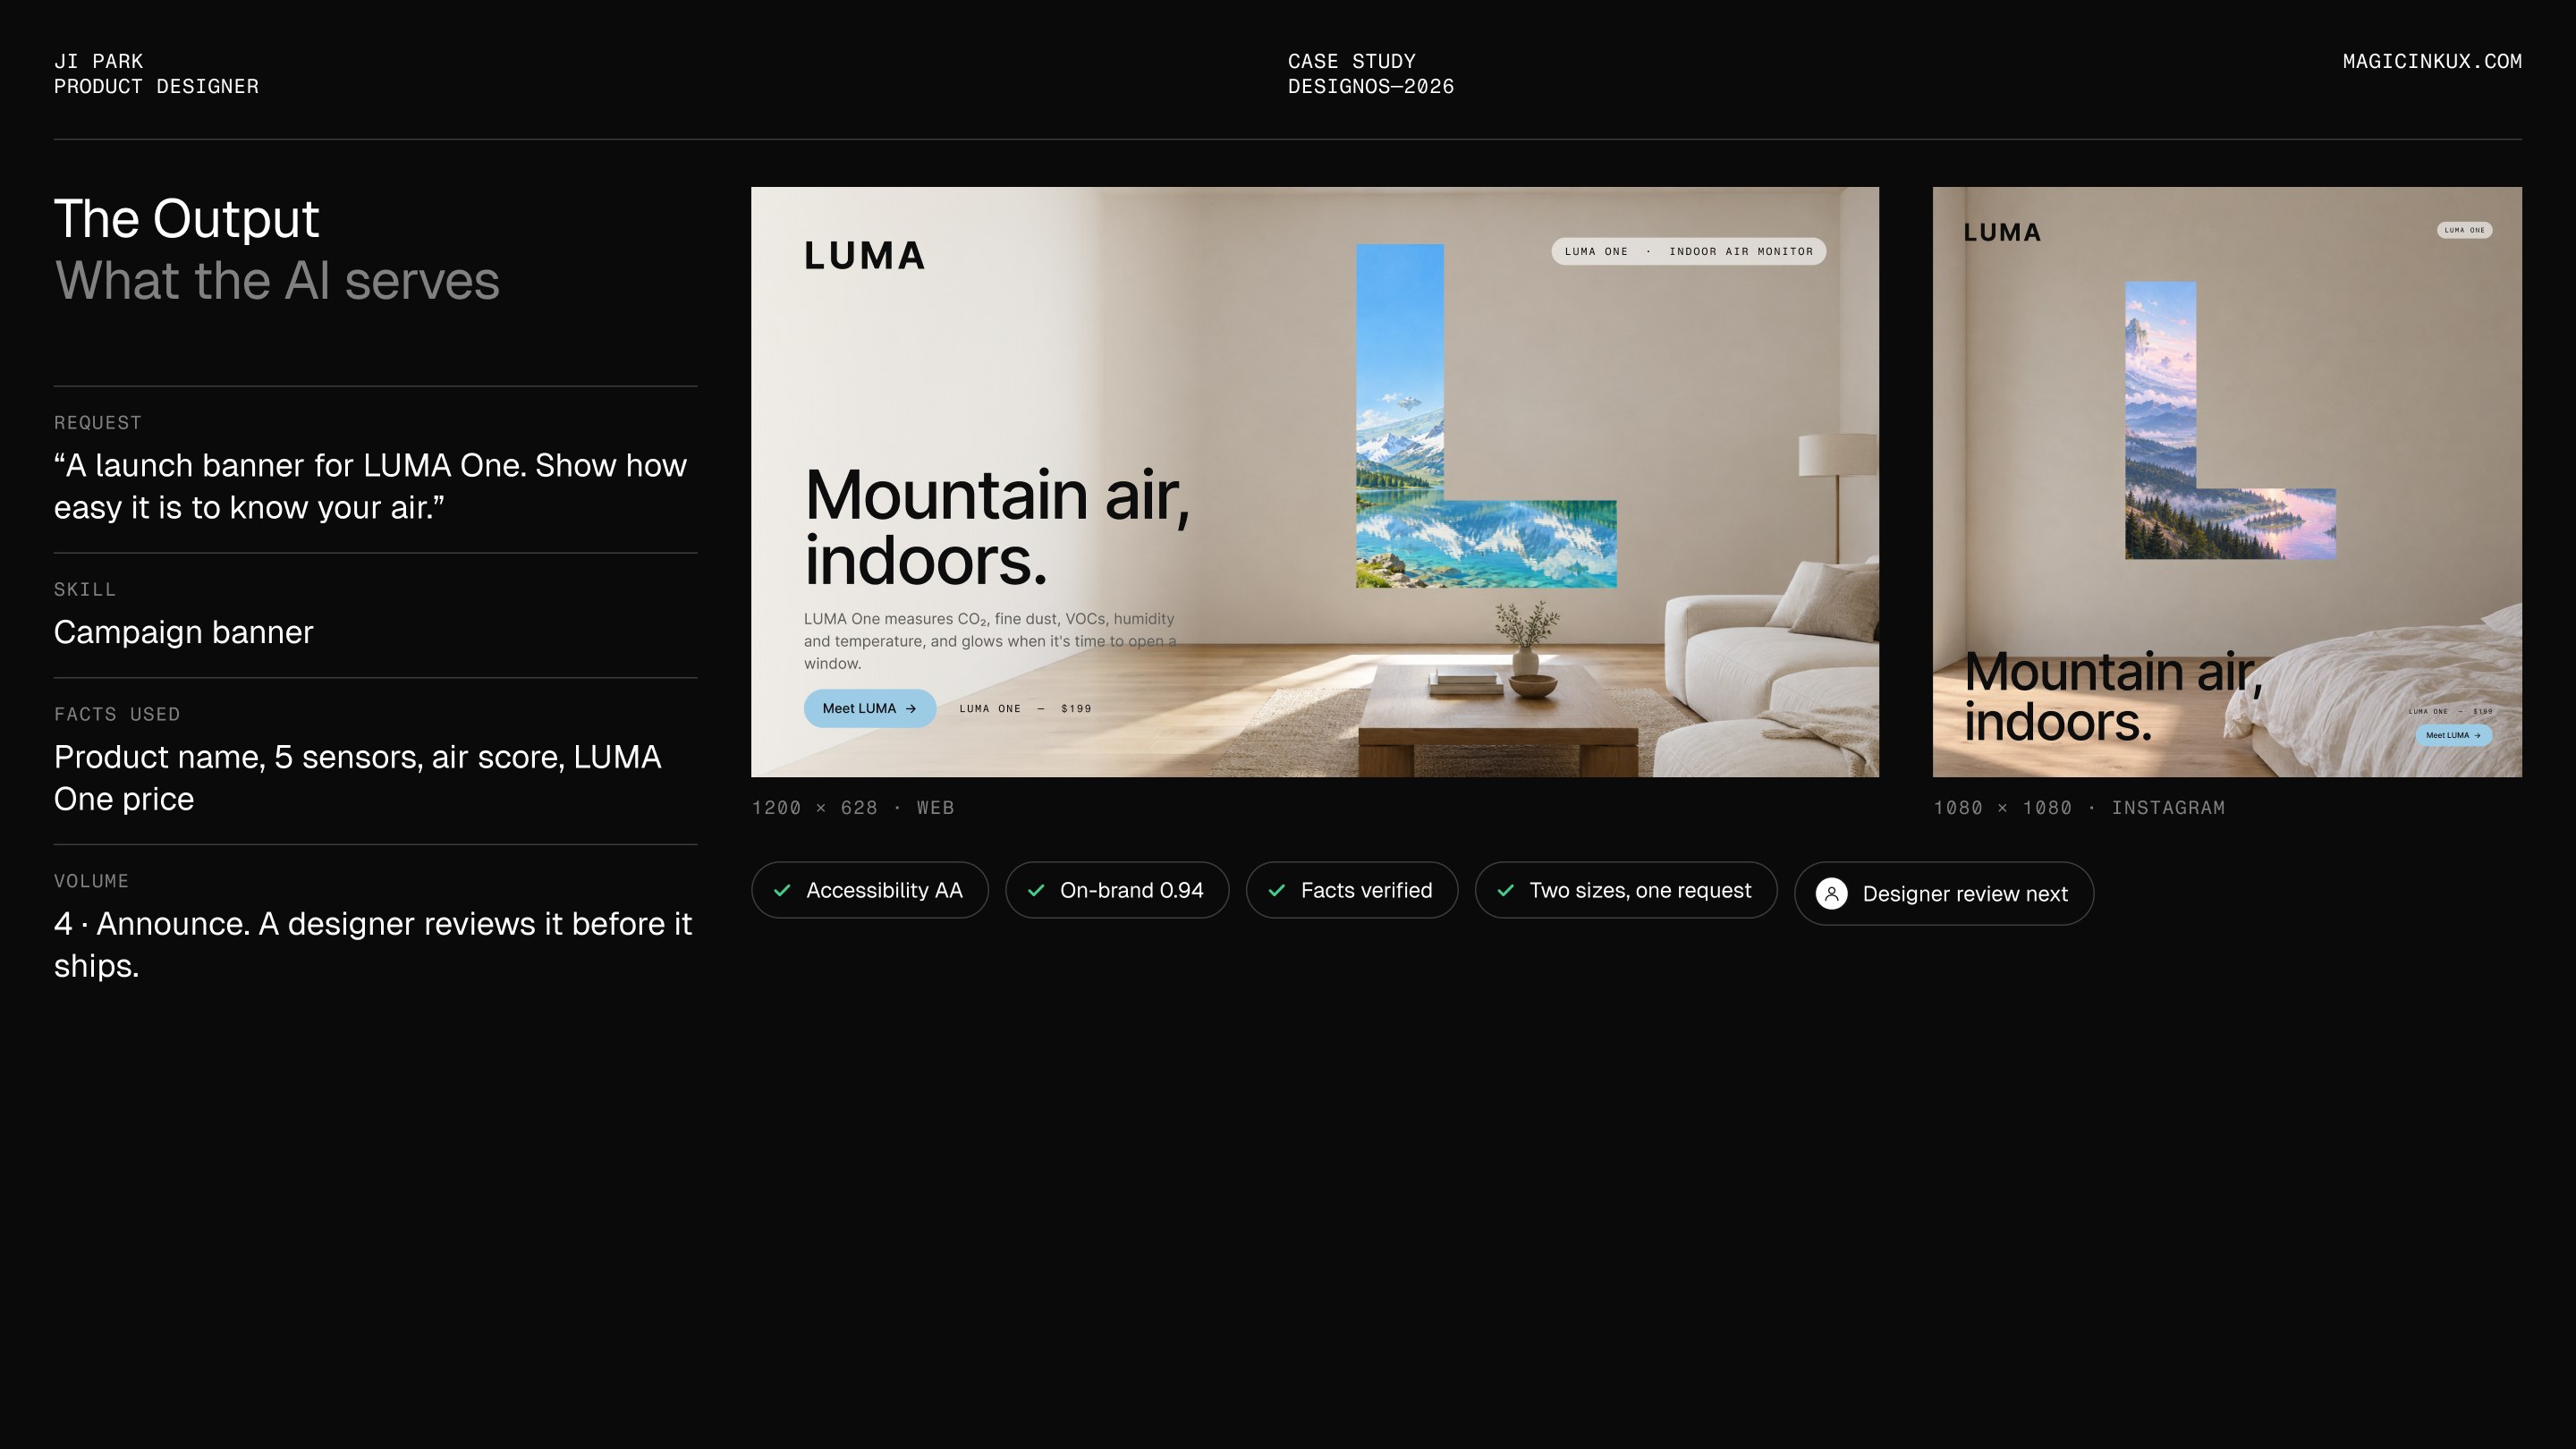 JI PARK
PRODUCT DESIGNER
CASE STUDY
DESIGNOS—2026
MAGICINKUX.COM
The Output
What the AI serves
REQUEST
“A launch banner for LUMA One. Show how
easy it is to know your air.”
SKILL
Campaign banner
FACTS USED
Product name, 5 sensors, air score, LUMA
One price
VOLUME
4 · Announce. A designer reviews it before it
ships.
LUMA
LUMA ONE · INDOOR AIR MONITOR
Mountain air,
indoors.
LUMA One measures CO₂, fine dust, VOCs, humidity
and temperature, and glows when it's time to open a
window.
Meet LUMA →
LUMA ONE — $199
1200 × 628 · WEB
LUMA
LUMA ONE
Mountain air,
indoors.
LUMA ONE — $199
Meet LUMA →
1080 × 1080 · INSTAGRAM
Accessibility AA
On-brand 0.94
Facts verified
Two sizes, one request
Designer review next